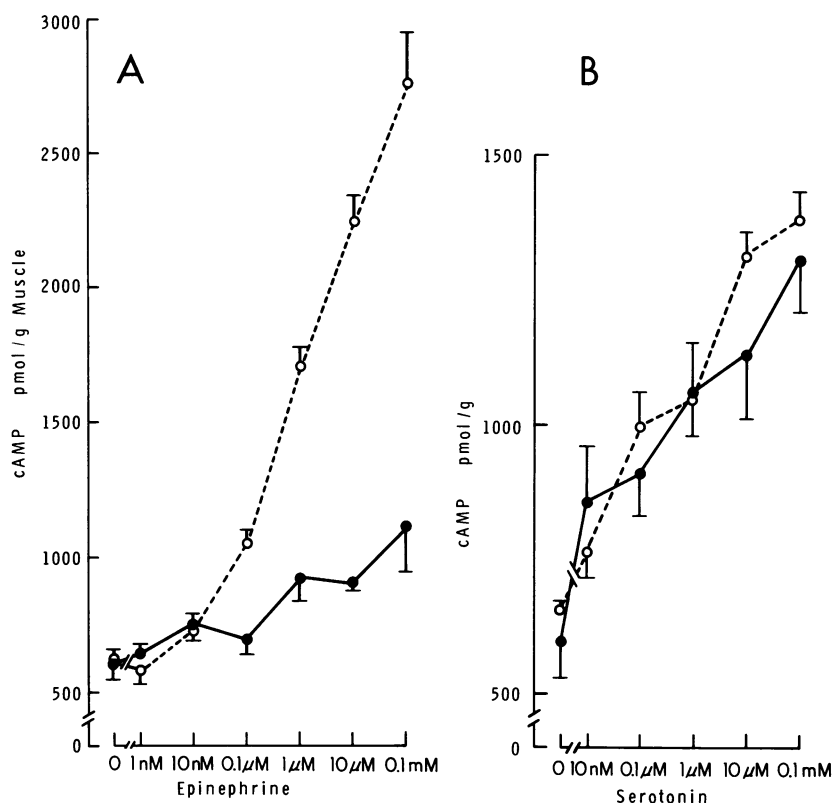 A
3000
2500
2000
1500
1000
500
0
cAMP pmol/g Muscle
0 1nM 10nM 0.1μM 1μM 10μM 0.1mM
Epinephrine
B
1500
1000
500
0
cAMP pmol/g
0 10nM 0.1μM 1μM 10μM 0.1mM
Serotonin